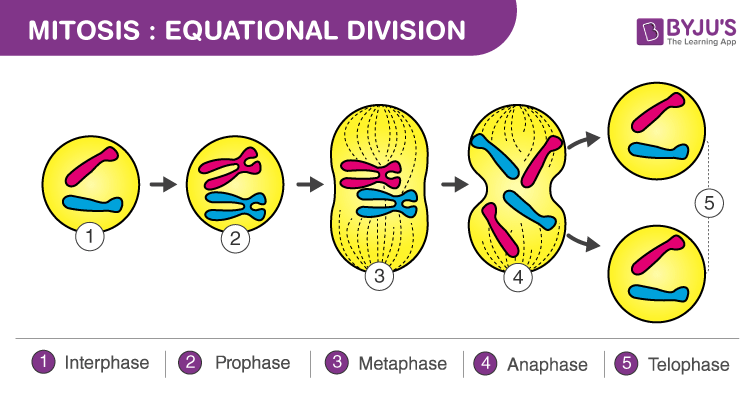 MITOSIS : EQUATIONAL DIVISION
BYJU'S
The Learning App
1
2
3
4
5
1 Interphase
2 Prophase
3 Metaphase
4 Anaphase
5 Telophase